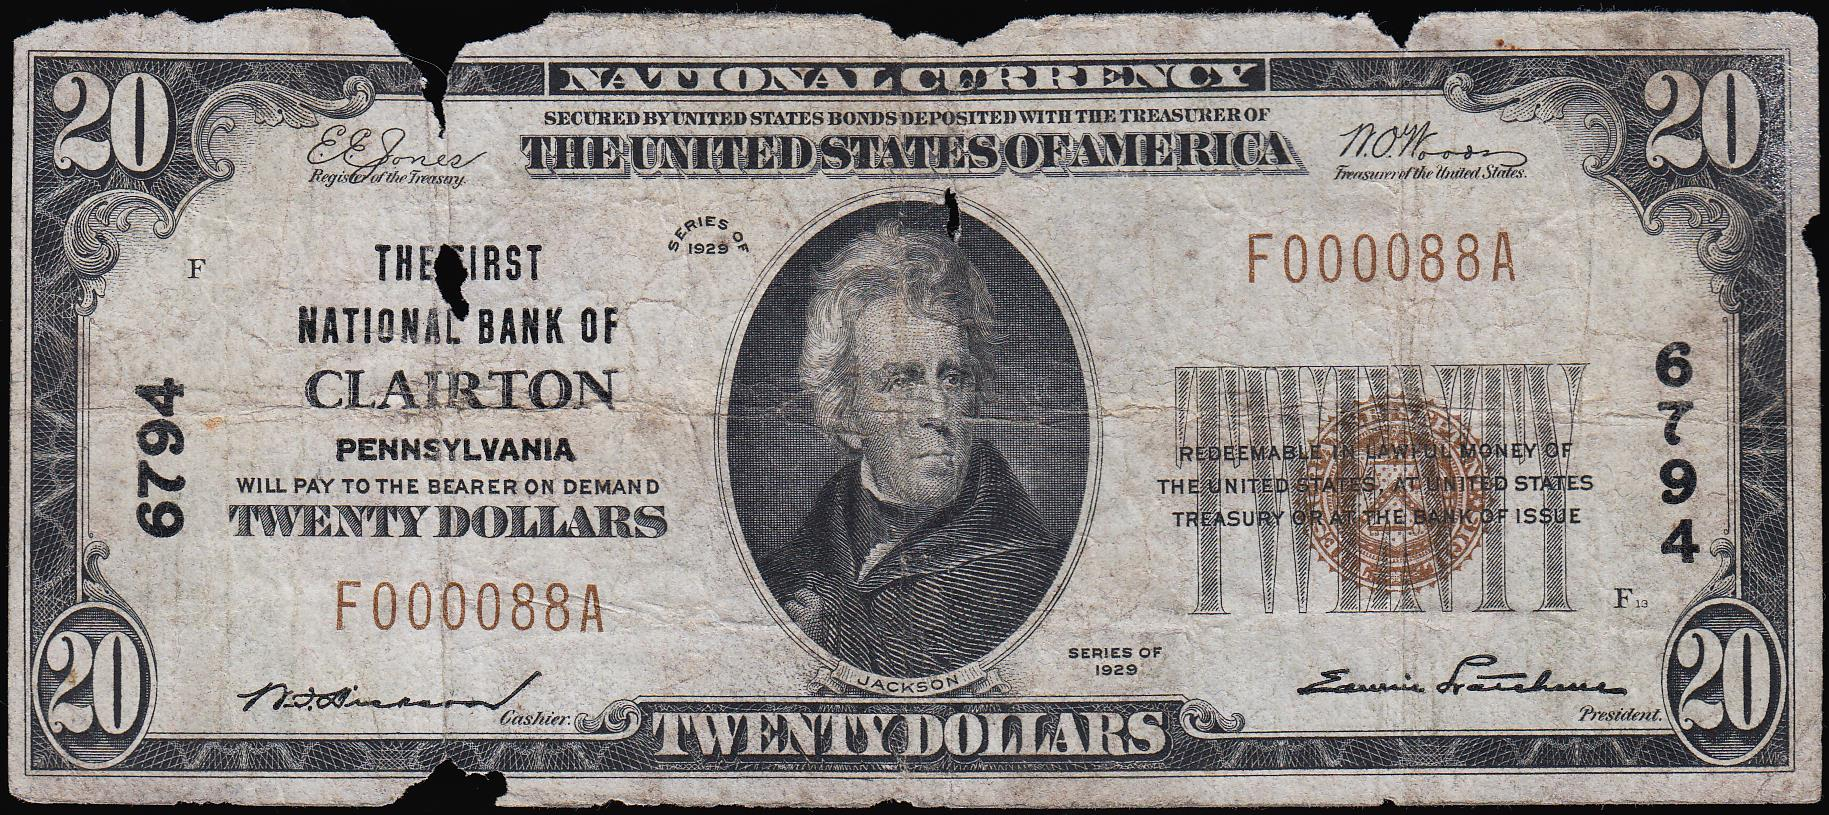 NATIONAL CURRENCY
SECURED BY UNITED STATES BONDS DEPOSITED WITH THE TREASURER OF
THE UNITED STATES OF AMERICA
20
20
E.E. Jones
Register of the Treasury.
W.O. Woods
Treasurer of the United States.
SERIES OF
1929
F
F000088A
THE FIRST
NATIONAL BANK OF
CLAIRTON
PENNSYLVANIA
WILL PAY TO THE BEARER ON DEMAND
TWENTY DOLLARS
6794
6794
TWENTY
REDEEMABLE IN LAWFUL MONEY OF
THE UNITED STATES, AT UNITED STATES
TREASURY OR AT THE BANK OF ISSUE
F000088A
F 13
SERIES OF
1929
JACKSON
Cashier.
President.
20
TWENTY DOLLARS
20